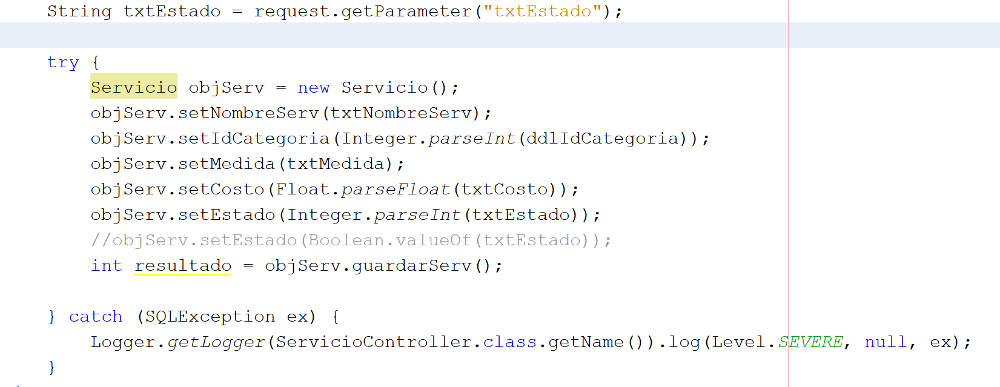 String txtEstado = request.getParameter("txtEstado");
try {
Servicio objServ = new Servicio();
objServ.setNombreServ(txtNombreServ);
objServ.setIdCategoria(Integer.parseInt(ddlIdCategoria));
objServ.setMedida(txtMedida);
objServ.setCosto(Float.parseFloat(txtCosto));
objServ.setEstado(Integer.parseInt(txtEstado));
//objServ.setEstado(Boolean.valueOf(txtEstado));
int resultado = objServ.guardarServ();
} catch (SQLException ex) {
Logger.getLogger(ServicioController.class.getName()).log(Level.SEVERE, null, ex);
}